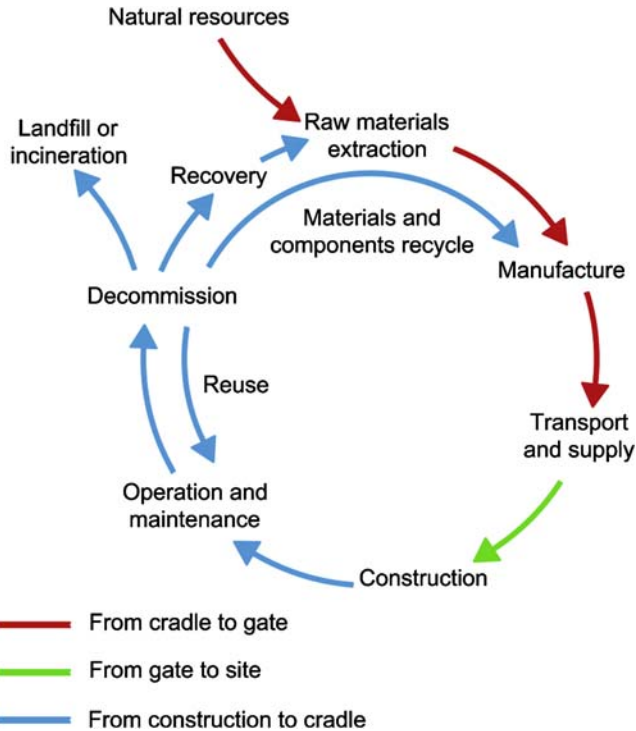 Natural resources
Landfill or
incineration
Raw materials
extraction
Recovery
Materials and
components recycle
Manufacture
Decommission
Reuse
Transport
and supply
Operation and
maintenance
Construction
From cradle to gate
From gate to site
From construction to cradle